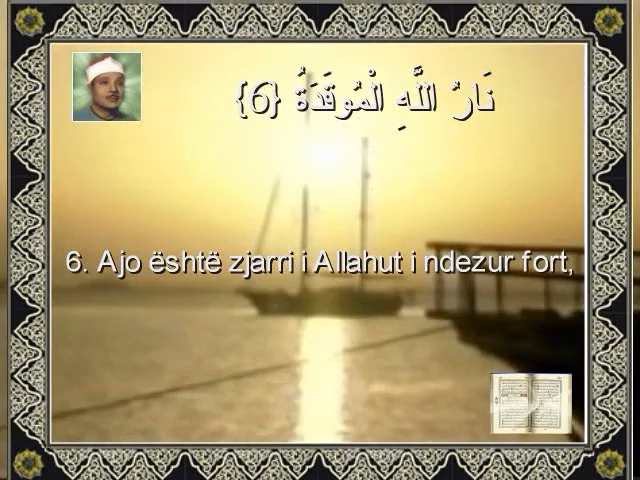 نَارُ اللَّهِ الْمُوقَدَةُ {6}
6. Ajo është zjarri i Allahut i ndezur fort,